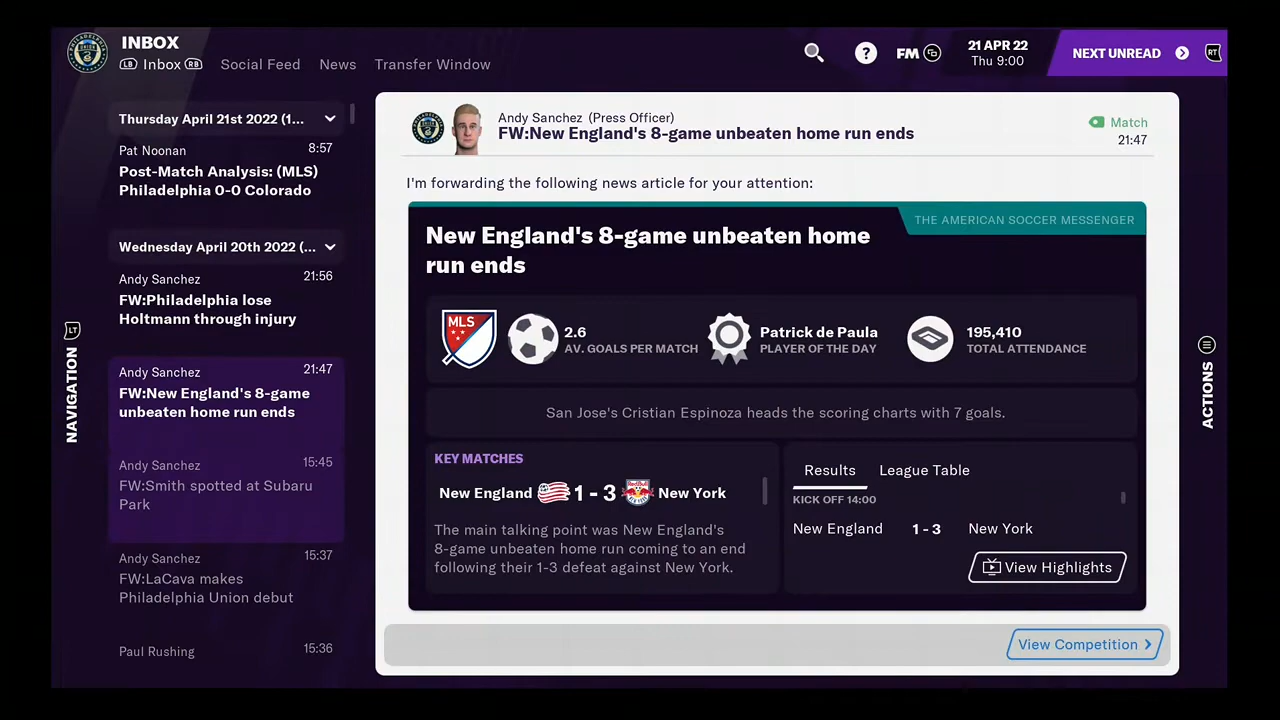 INBOX
LB Inbox RB Social Feed News Transfer Window
? FM 21 APR 22 NEXT UNREAD RT
Thu 9:00
Thursday April 21st 2022 (1...
Pat Noonan 8:57
Post-Match Analysis: (MLS)
Philadelphia 0-0 Colorado
Wednesday April 20th 2022 (...
Andy Sanchez 21:56
FW:Philadelphia lose
Holtmann through injury
Andy Sanchez 21:47
FW:New England's 8-game
unbeaten home run ends
Andy Sanchez 15:45
FW:Smith spotted at Subaru
Park
Andy Sanchez 15:37
FW:LaCava makes
Philadelphia Union debut
Paul Rushing 15:36
LT
NAVIGATION
Andy Sanchez (Press Officer)
FW:New England's 8-game unbeaten home run ends
Match
21:47
I'm forwarding the following news article for your attention:
THE AMERICAN SOCCER MESSENGER
New England's 8-game unbeaten home
run ends
MLS
2.6
AV. GOALS PER MATCH
Patrick de Paula
PLAYER OF THE DAY
195,410
TOTAL ATTENDANCE
San Jose's Cristian Espinoza heads the scoring charts with 7 goals.
KEY MATCHES
New England 1 - 3 New York
The main talking point was New England's
8-game unbeaten home run coming to an end
following their 1-3 defeat against New York.
Results League Table
KICK OFF 14:00
New England 1 - 3 New York
View Highlights
View Competition
ACTIONS